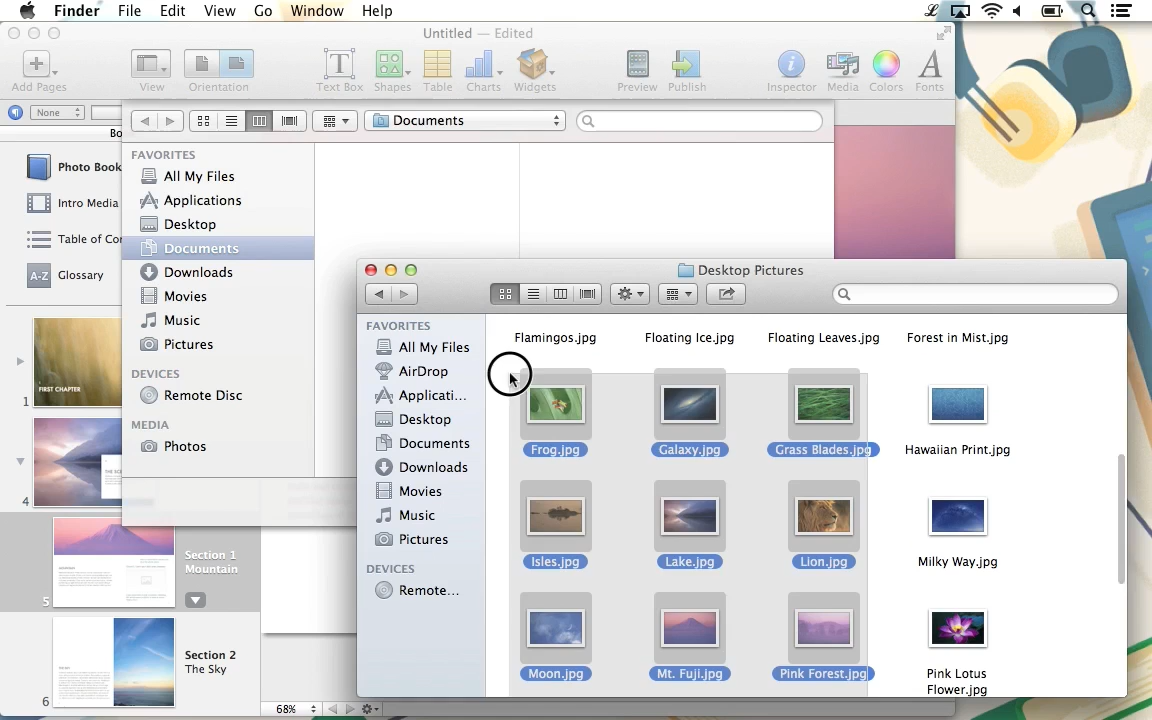 Finder File Edit View Go Window Help
Untitled — Edited
Add Pages View Orientation Text Box Shapes Table Charts Widgets Preview Publish Inspector Media Colors Fonts
None
Documents
Bo
FAVORITES
All My Files
Applications
Desktop
Documents
Downloads
Movies
Music
Pictures
DEVICES
Remote Disc
MEDIA
Photos
Photo Book
Intro Media
Table of Con
A-Z Glossary
FIRST CHAPTER
1
4
Section 1
Mountain
5
Section 2
The Sky
6
68%
Desktop Pictures
FAVORITES
All My Files
AirDrop
Applicati...
Desktop
Documents
Downloads
Movies
Music
Pictures
DEVICES
Remote...
Flamingos.jpg Floating Ice.jpg Floating Leaves.jpg Forest in Mist.jpg
Frog.jpg Galaxy.jpg Grass Blades.jpg Hawaiian Print.jpg
Isles.jpg Lake.jpg Lion.jpg Milky Way.jpg
Moon.jpg Mt. Fuji.jpg Pink Forest.jpg Pink Lotus
Flower.jpg